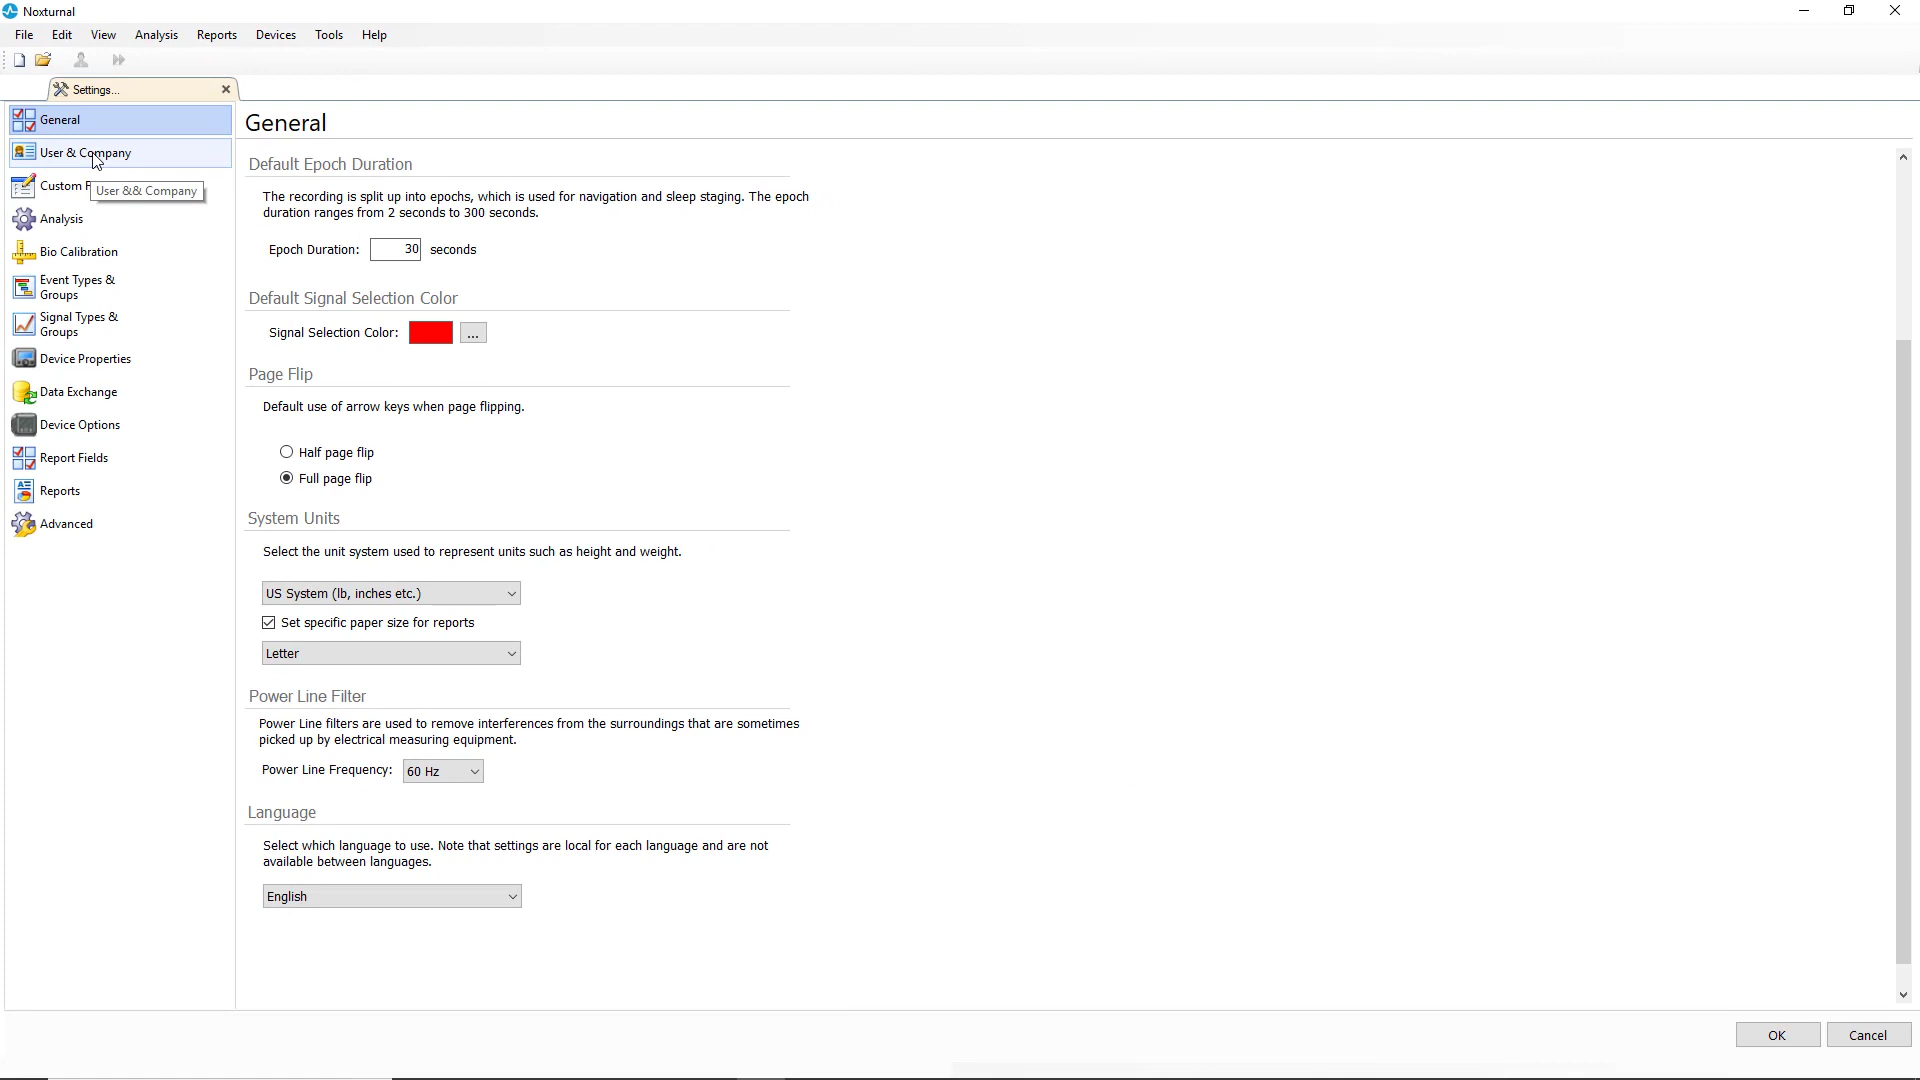 Noxturnal
File Edit View Analysis Reports Devices Tools Help
Settings...
General
User & Company
Custom F
User && Company
Analysis
Bio Calibration
Event Types &
Groups
Signal Types &
Groups
Device Properties
Data Exchange
Device Options
Report Fields
Reports
Advanced
General
Default Epoch Duration
The recording is split up into epochs, which is used for navigation and sleep staging. The epoch
duration ranges from 2 seconds to 300 seconds.
Epoch Duration: 30 seconds
Default Signal Selection Color
Signal Selection Color: ...
Page Flip
Default use of arrow keys when page flipping.
Half page flip
Full page flip
System Units
Select the unit system used to represent units such as height and weight.
US System (lb, inches etc.)
Set specific paper size for reports
Letter
Power Line Filter
Power Line filters are used to remove interferences from the surroundings that are sometimes
picked up by electrical measuring equipment.
Power Line Frequency: 60 Hz
Language
Select which language to use. Note that settings are local for each language and are not
available between languages.
English
OK Cancel